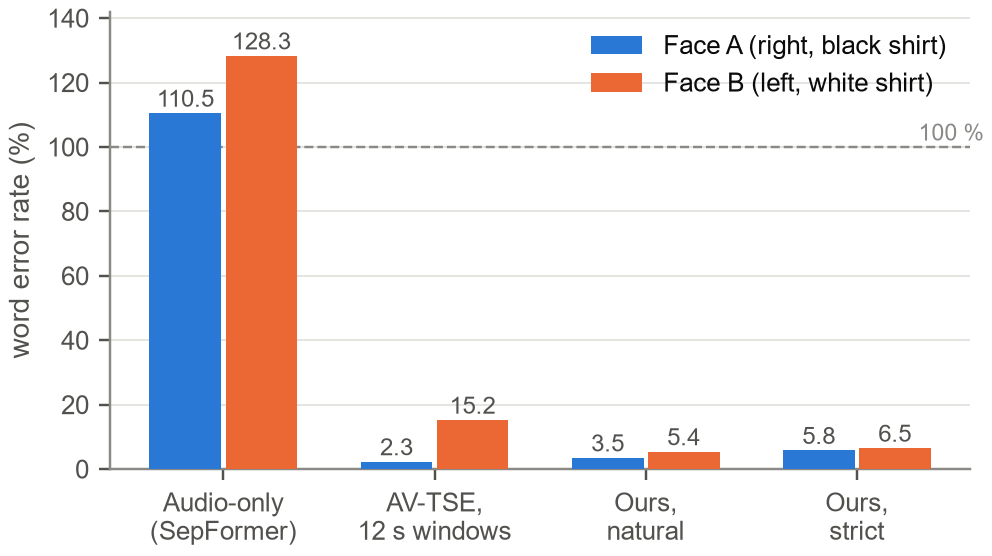 140
120
100
80
60
40
20
0
word error rate (%)
Face A (right, black shirt)
Face B (left, white shirt)
100 %
110.5
128.3
2.3
15.2
3.5
5.4
5.8
6.5
Audio-only
(SepFormer)
AV-TSE,
12 s windows
Ours,
natural
Ours,
strict